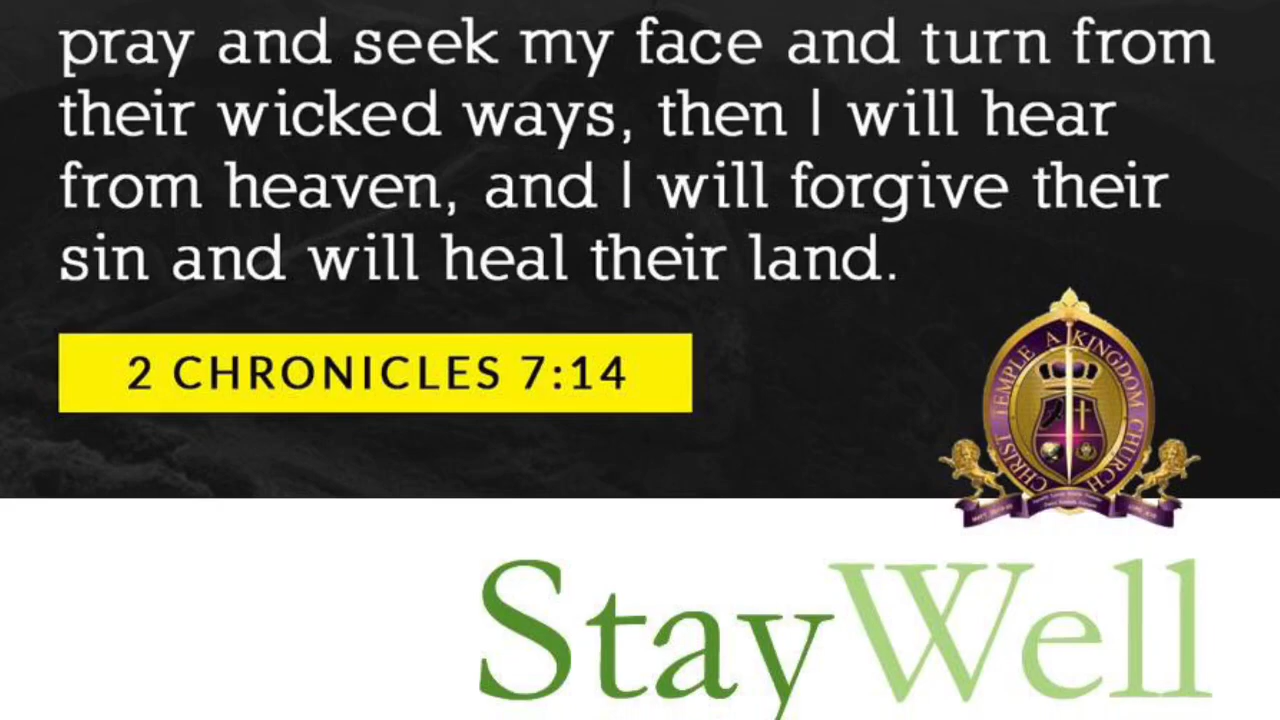 pray and seek my face and turn from
their wicked ways, then I will hear
from heaven, and I will forgive their
sin and will heal their land.
2 CHRONICLES 7:14
CHRIST TEMPLE A KINGDOM CHURCH
StayWell